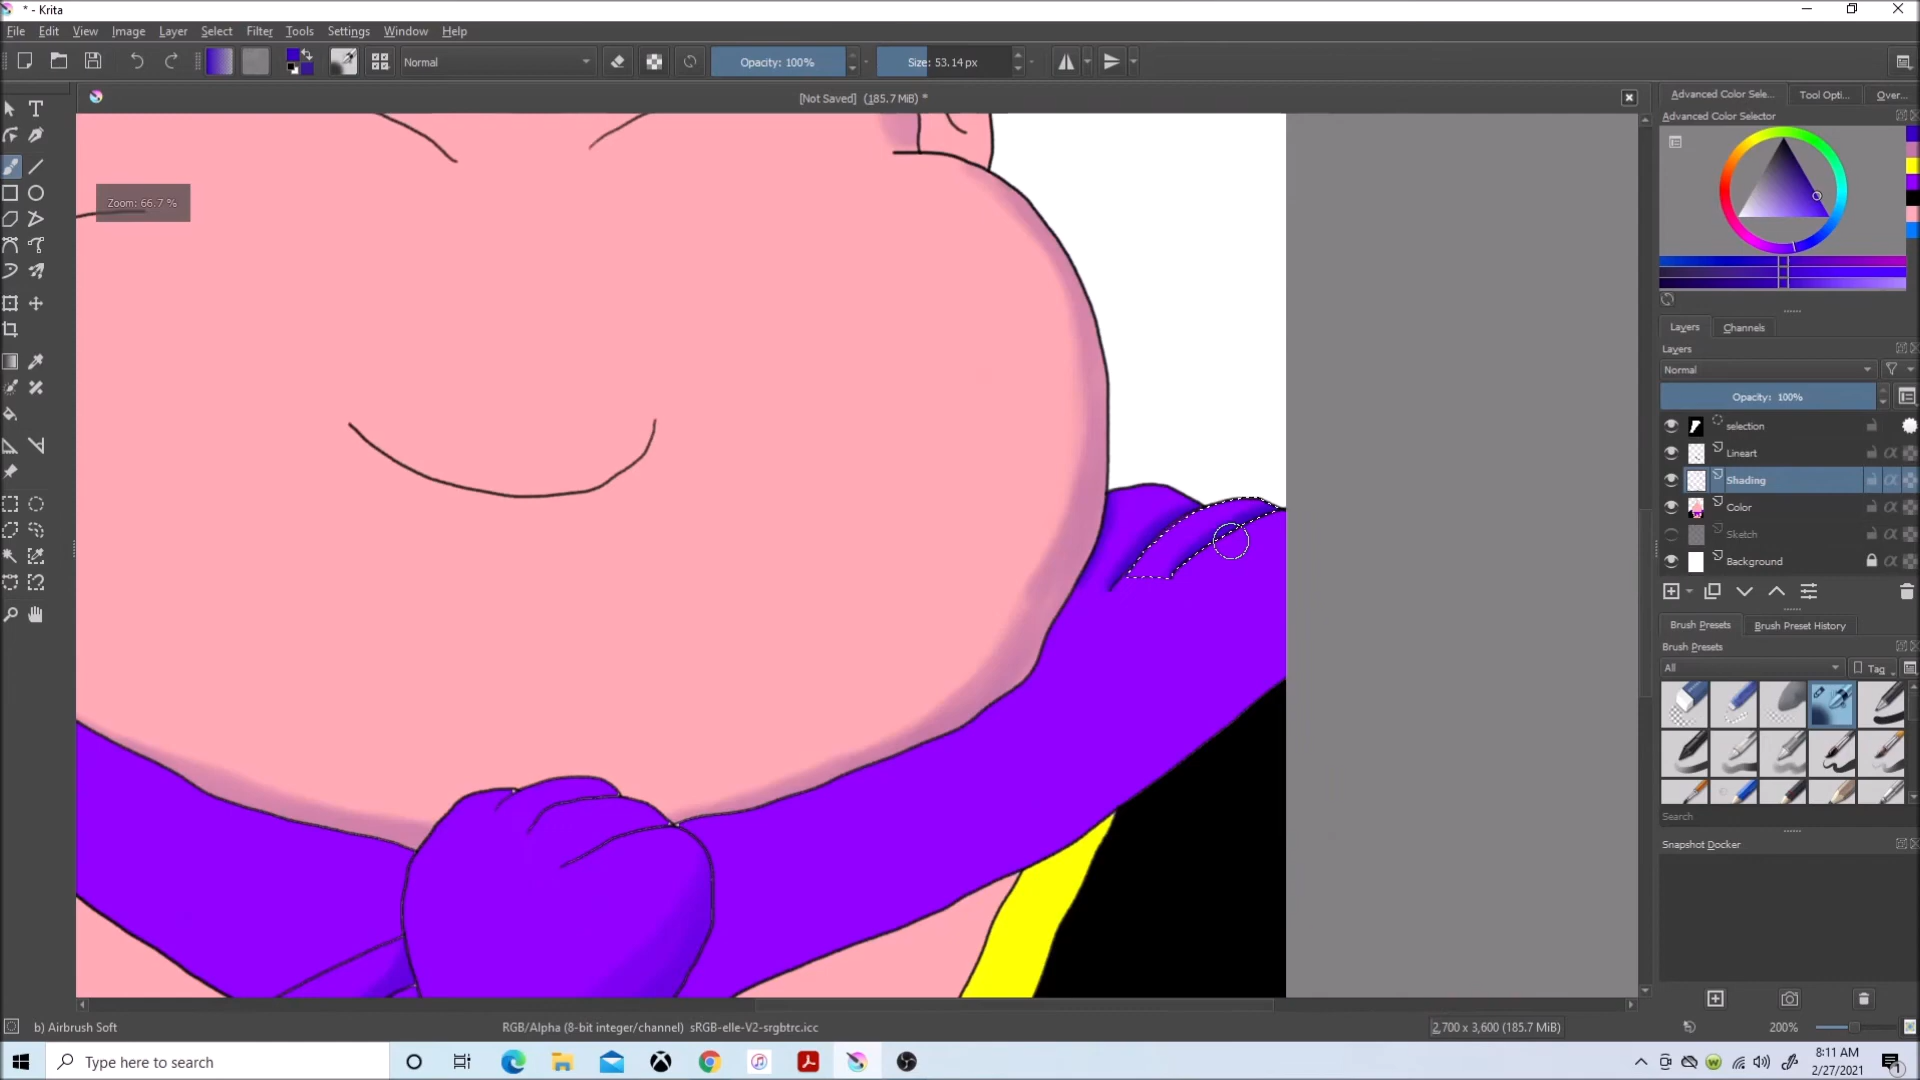 * - Krita
File Edit View Image Layer Select Filter Tools Settings Window Help
Normal
Opacity: 100%
Size: 53.14 px
[Not Saved] (185.7 MiB) *
Zoom: 66.7 %
Advanced Color Sele... Tool Opti... Over...
Advanced Color Selector
Layers Channels
Layers
Normal
Opacity: 100%
selection
Lineart
Shading
Color
Sketch
Background
Brush Presets Brush Preset History
Brush Presets
All Tag
Search
Snapshot Docker
b) Airbrush Soft
RGB/Alpha (8-bit integer/channel) sRGB-elle-V2-srgbtrc.icc
2,700 x 3,600 (185.7 MiB)
200%
Type here to search
8:11 AM
2/27/2021